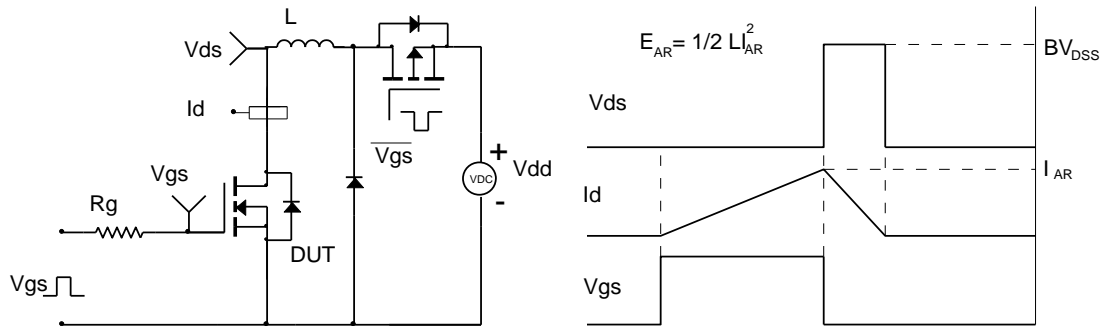 L
Vds
Id
Vgs
Vgs
Rg
DUT
Vgs
+
VDC
-
Vdd
E_AR = 1/2 LI_AR^2
BV_DSS
Vds
I_AR
Id
Vgs